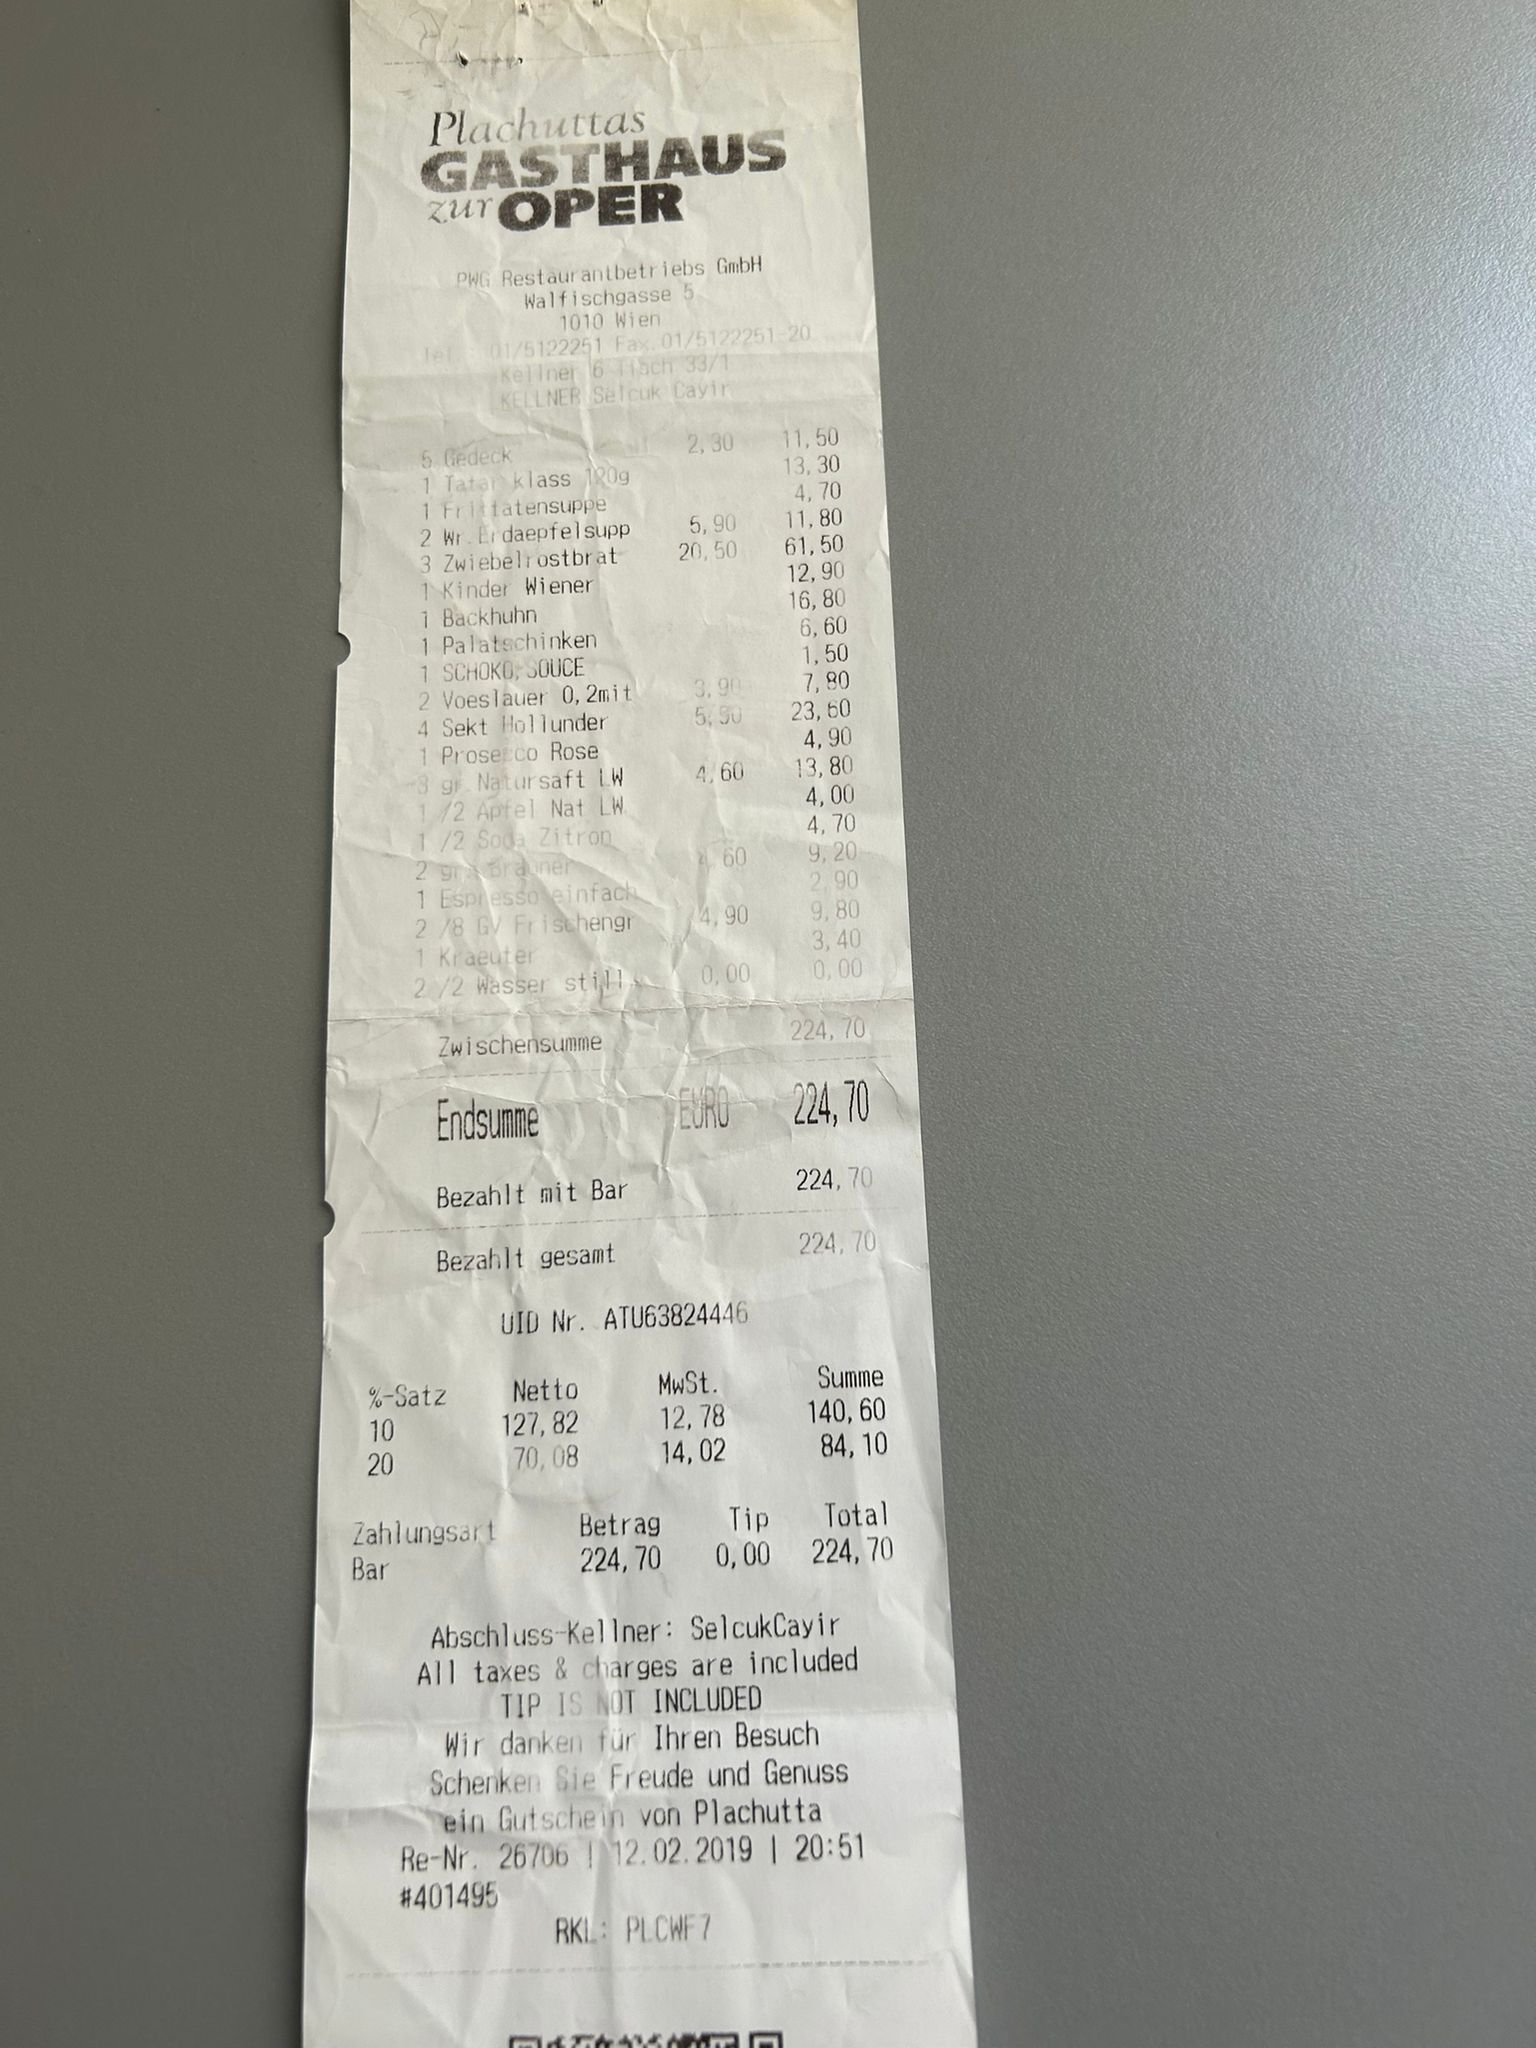 Plachuttas
GASTHAUS
zur OPER
PWG Restaurantbetriebs GmbH
Walfischgasse 5
1010 Wien
Tel.: 01/5122251 Fax.01/5122251-20
Kellner 6 Tisch 33/1
KELLNER Selcuk Cayir
5 Gedeck 2,30 11,50
1 Tatar klass 120g 13,30
1 Frittatensuppe 4,70
2 Wr.Erdaepfelsupp 5,90 11,80
3 Zwiebelrostbrat 20,50 61,50
1 Kinder Wiener 12,90
1 Backhuhn 16,80
1 Palatschinken 6,60
1 SCHOKO,SOUCE 1,50
2 Voeslauer 0,2mit 3,90 7,80
4 Sekt Hollunder 5,90 23,60
1 Prosecco Rose 4,90
3 gr.Natursaft LW 4,60 13,80
1 /2 Apfel Nat LW 4,00
1 /2 Soda Zitron 4,70
2 gr. Brauner 4,60 9,20
1 Espresso einfach 2,90
2 /8 GV Frischengr 4,90 9,80
1 Kraeuter 3,40
2 /2 Wasser still 0,00 0,00
Zwischensumme 224,70
Endsumme EURO 224,70
Bezahlt mit Bar 224,70
Bezahlt gesamt 224,70
UID Nr. ATU63824446
%-Satz Netto MwSt. Summe
10 127,82 12,78 140,60
20 70,08 14,02 84,10
Zahlungsart Betrag Tip Total
Bar 224,70 0,00 224,70
Abschluss-Kellner: SelcukCayir
All taxes & charges are included
TIP IS NOT INCLUDED
Wir danken für Ihren Besuch
Schenken Sie Freude und Genuss
ein Gutschein von Plachutta
Re-Nr. 26706 | 12.02.2019 | 20:51
#401495
RKL: PLCWF7